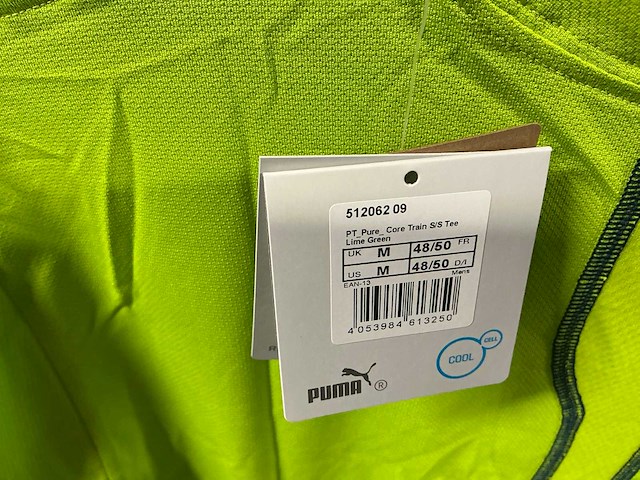 512062 09
PT_Pure_ Core Train S/S Tee
Lime Green
UK M 48/50 FR
US M 48/50 D/I
EAN-13 Mens
4 053984 613250
COOL CELL
PUMA ®